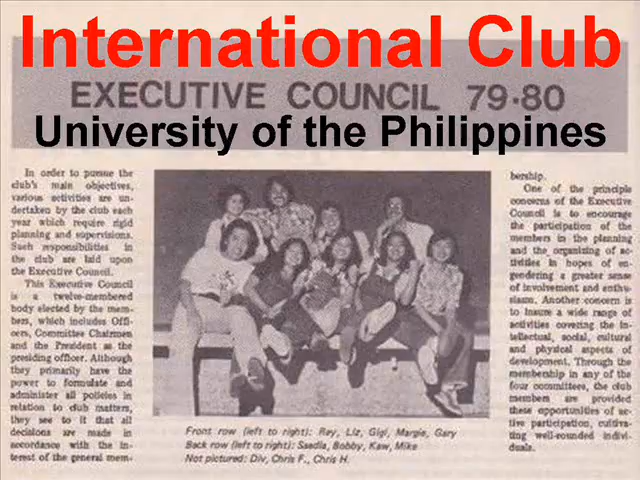 International Club
EXECUTIVE COUNCIL 79-80
University of the Philippines
In order to pursue the
club's main objectives,
various activities are un-
dertaken by the club each
year which require rigid
planning and supervisions.
Such responsibilities in
the club are laid upon
the Executive Council.
This Executive Council
is a twelve-membered
body elected by the mem-
bers, which includes Offi-
cers, Committee Chairmen
and the President as the
presiding officer. Although
they primarily have the
power to formulate and
administer all policies in
relation to club matters,
they see to it that all
decisions are made in
accordance with the in-
terest of the general mem-
bership.
One of the principle
concerns of the Executive
Council is to encourage
the participation of the
members in the planning
and the organizing of ac-
tivities in hopes of en-
gendering a greater sense
of involvement and enthu-
siasm. Another concern is
to insure a wide range of
activities covering the in-
tellectual, social, cultural
and physical aspects of
development. Through the
membership in any of the
four committees, the club
members are provided
these opportunities of ac-
tive participation, cultiva-
ting well-rounded indivi-
duals.
Front row (left to right): Ray, Liz, Gigi, Margie, Gary
Back row (left to right): Saadia, Bobby, Kaw, Mike
Not pictured: Div, Chris F., Chris H.